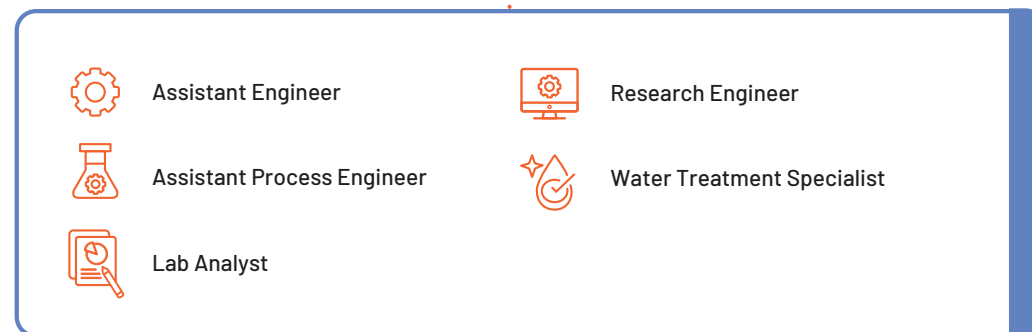 Assistant Engineer
Assistant Process Engineer
Lab Analyst
Research Engineer
Water Treatment Specialist